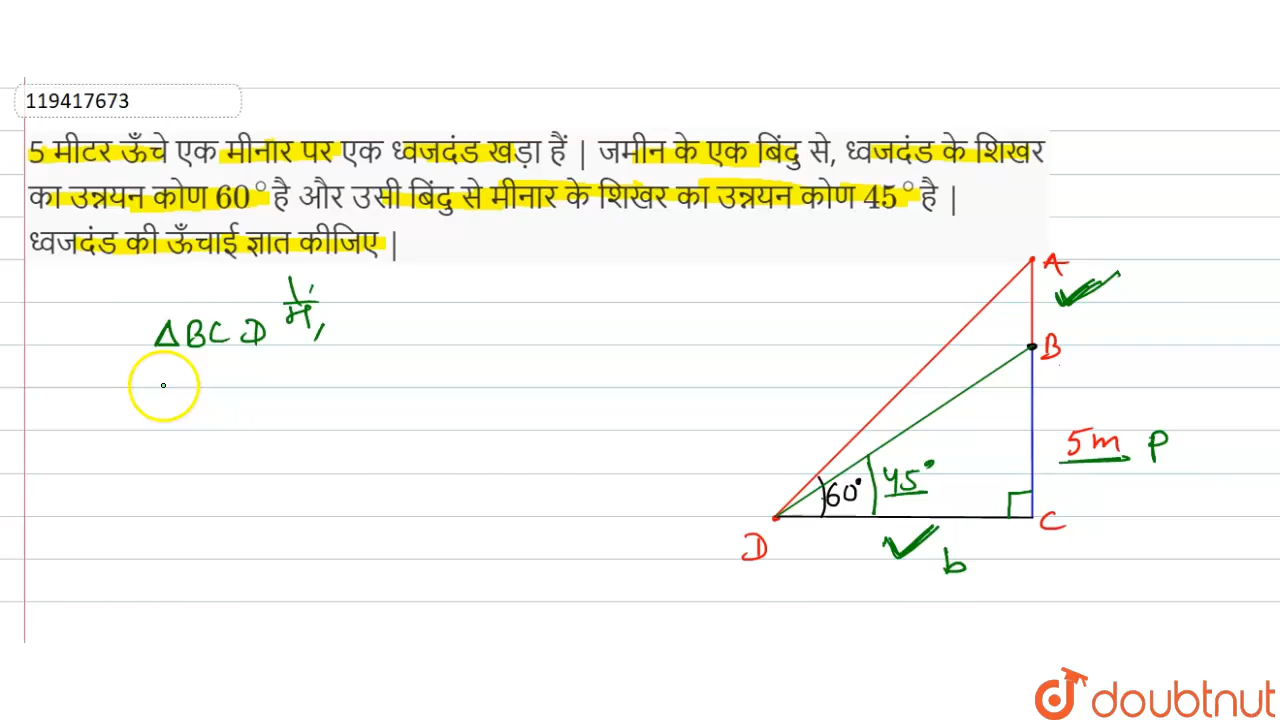 119417673
5 मीटर ऊँचे एक मीनार पर एक ध्वजदंड खड़ा हैं | जमीन के एक बिंदु से, ध्वजदंड के शिखर
का उन्नयन कोण 60° है और उसी बिंदु से मीनार के शिखर का उन्नयन कोण 45° है |
ध्वजदंड की ऊँचाई ज्ञात कीजिए |
A
Δ BCD में,
B
5m P
60° 45°
C
D
b
doubtnut